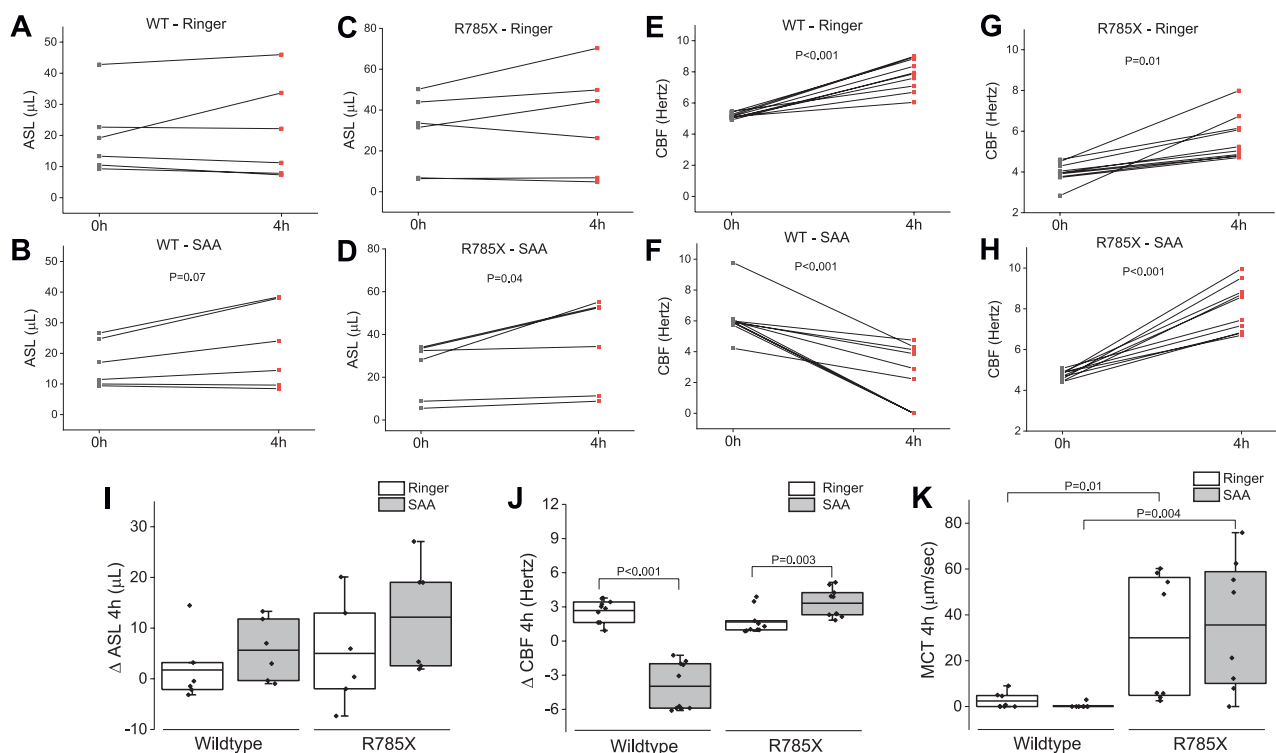 A
WT - Ringer
ASL (µL)
50
40
30
20
10
0
0h
4h
B
WT - SAA
P=0.07
ASL (µL)
50
40
30
20
10
0
0h
4h
C
R785X - Ringer
ASL (µL)
80
60
40
20
0
0h
4h
D
R785X - SAA
P=0.04
ASL (µL)
80
60
40
20
0
0h
4h
E
WT - Ringer
P<0.001
CBF (Hertz)
10
8
6
4
2
0
0h
4h
F
WT - SAA
P<0.001
CBF (Hertz)
10
8
6
4
2
0
0h
4h
G
R785X - Ringer
P=0.01
CBF (Hertz)
10
8
6
4
2
0h
4h
H
R785X - SAA
P<0.001
CBF (Hertz)
10
8
6
4
2
0h
4h
I
Ringer
SAA
Δ ASL 4h (µL)
30
20
10
0
-10
Wildtype
R785X
J
Ringer
SAA
P<0.001
P=0.003
Δ CBF 4h (Hertz)
12
9
6
3
0
-3
-6
Wildtype
R785X
K
Ringer
SAA
P=0.01
P=0.004
MCT 4h (µm/sec)
80
60
40
20
0
Wildtype
R785X